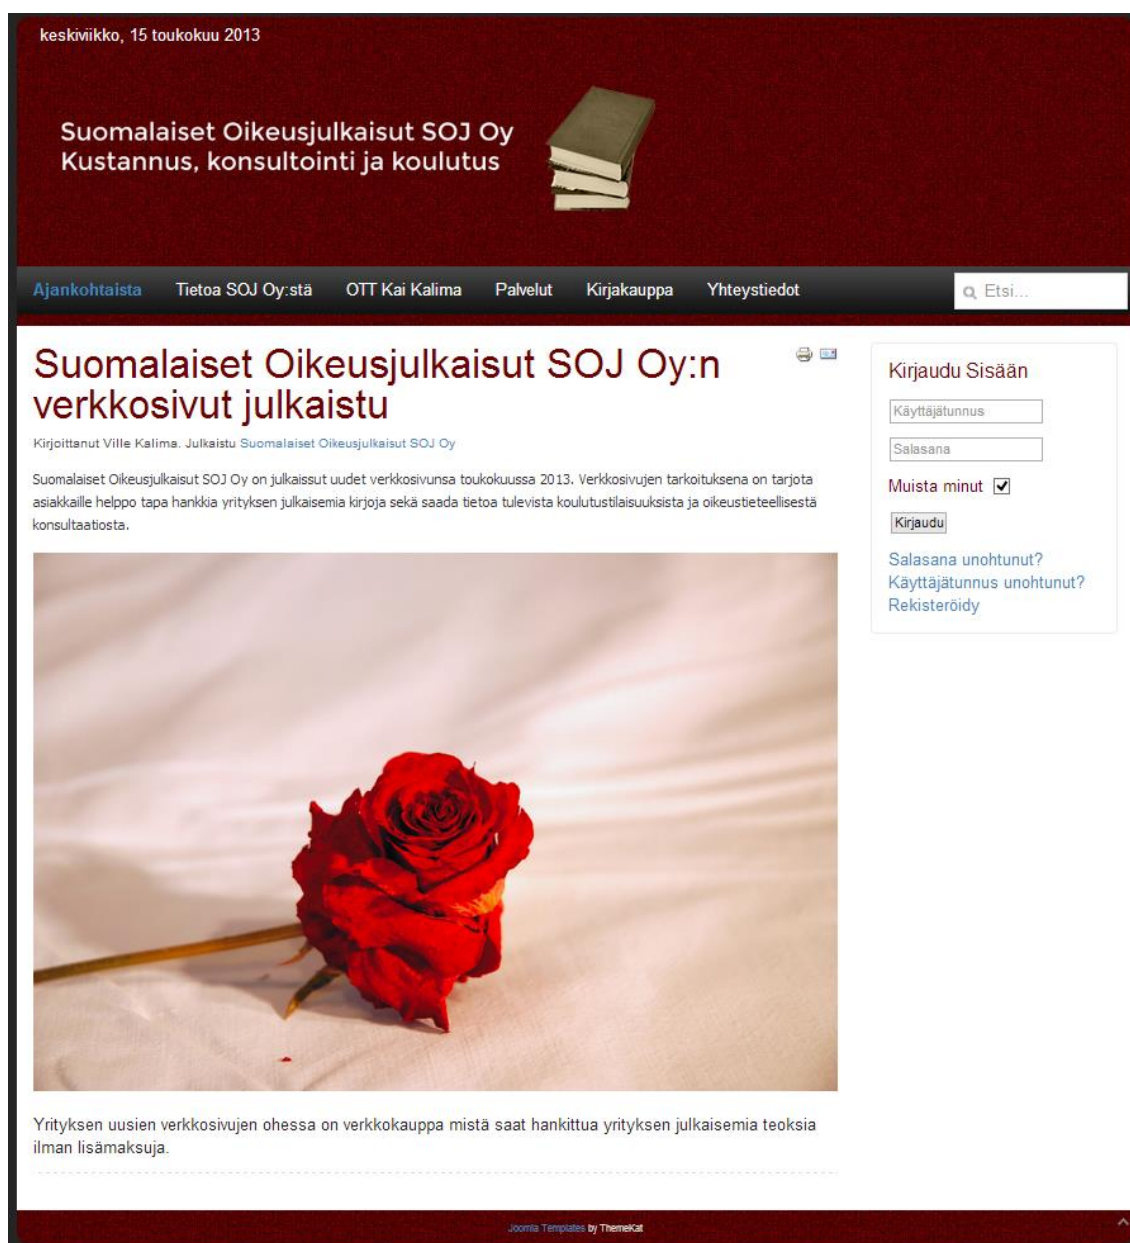 keskiviikko, 15 toukokuu 2013
Suomalaiset Oikeusjulkaisut SOJ Oy
Kustannus, konsultointi ja koulutus
Ajankohtaista Tietoa SOJ Oy:stä OTT Kai Kalima Palvelut Kirjakauppa Yhteystiedot Etsi...
Suomalaiset Oikeusjulkaisut SOJ Oy:n
verkkosivut julkaistu
Kirjoittanut Ville Kalima. Julkaistu Suomalaiset Oikeusjulkaisut SOJ Oy
Suomalaiset Oikeusjulkaisut SOJ Oy on julkaissut uudet verkkosivunsa toukokuussa 2013. Verkkosivujen tarkoituksena on tarjota
asiakkaille helppo tapa hankkia yrityksen julkaisemia kirjoja sekä saada tietoa tulevista koulutustilaisuuksista ja oikeustieteellisestä
konsultaatiosta.
Yrityksen uusien verkkosivujen ohessa on verkkokauppa mistä saat hankittua yrityksen julkaisemia teoksia
ilman lisämaksuja.
Kirjaudu Sisään
Käyttäjätunnus
Salasana
Muista minut
Kirjaudu
Salasana unohtunut?
Käyttäjätunnus unohtunut?
Rekisteröidy
Joomla Templates by ThemeKat